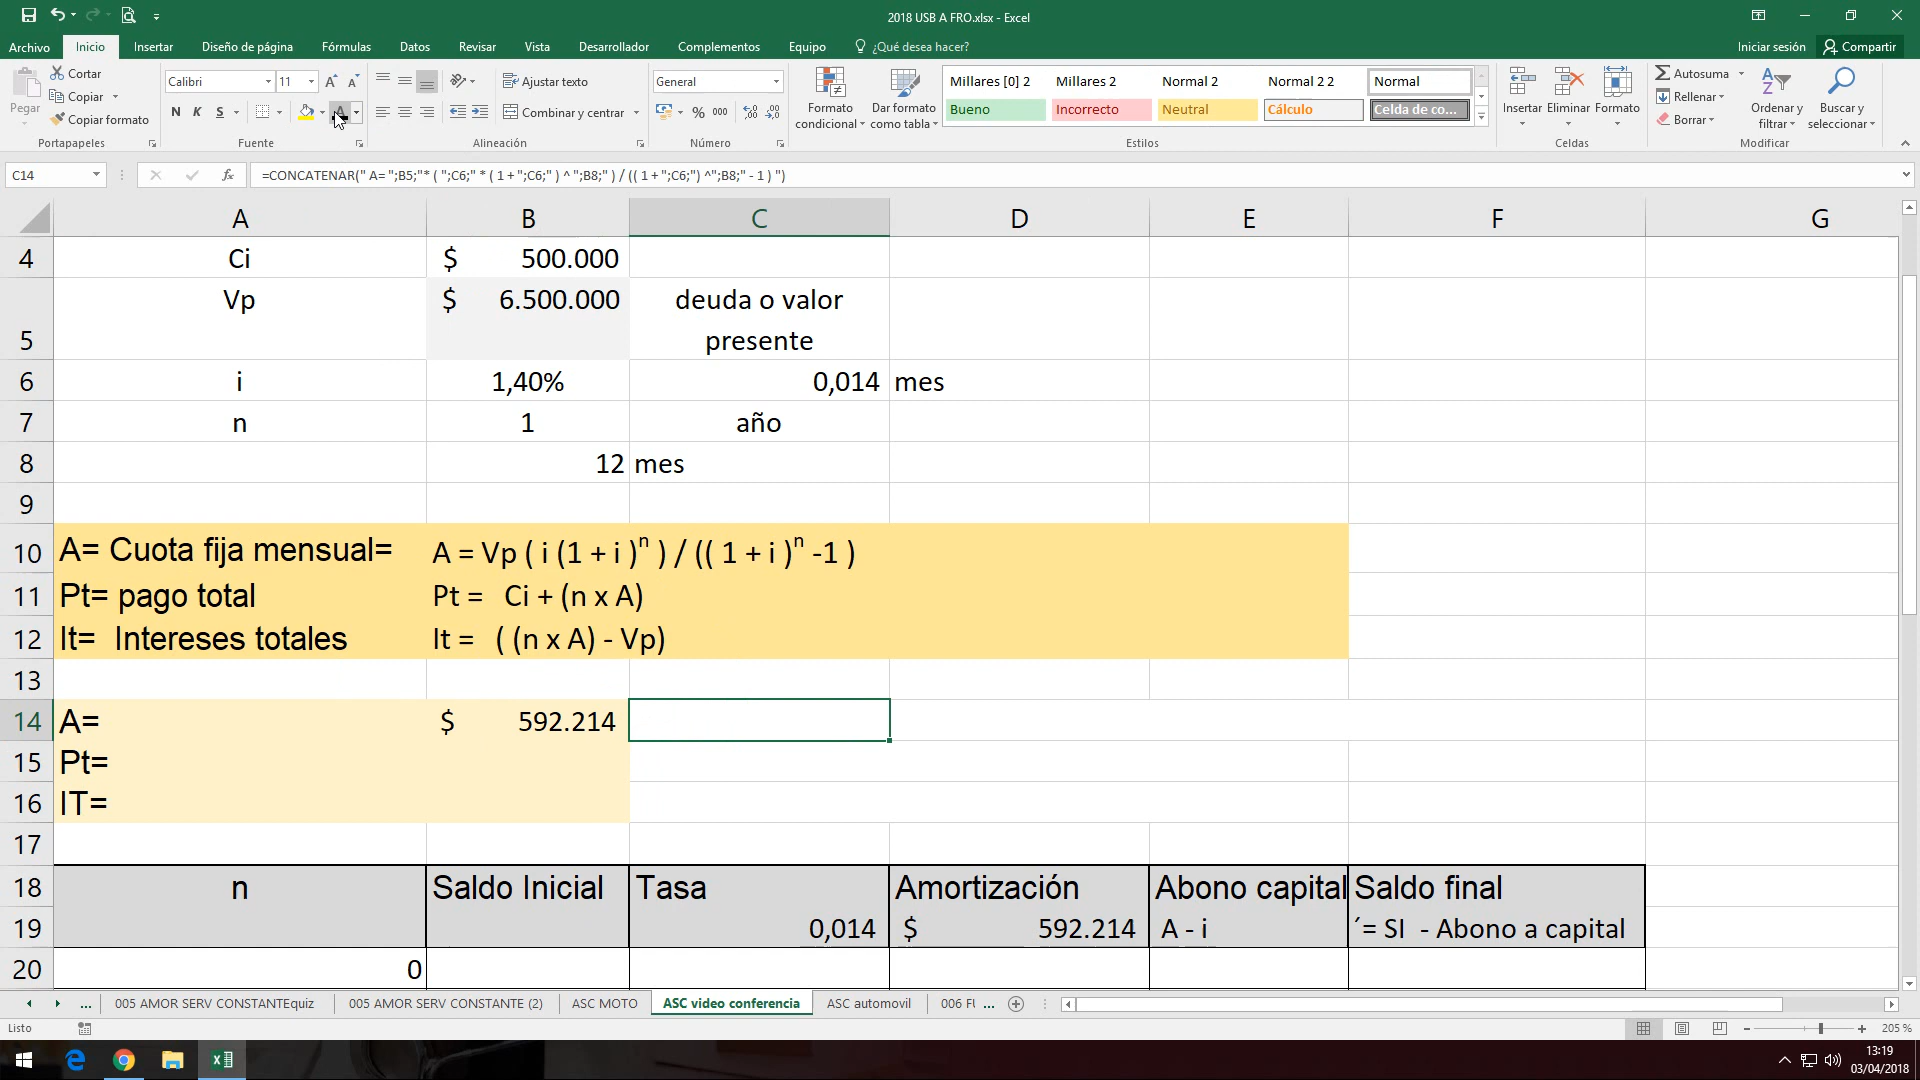 2018 USB A FRO.xlsx - Excel
Archivo Inicio Insertar Diseño de página Fórmulas Datos Revisar Vista Desarrollador Complementos Equipo ¿Qué desea hacer? Iniciar sesión Compartir
Pegar
Cortar
Copiar
Copiar formato
Portapapeles
Calibri 11
N K S
Fuente
Ajustar texto
Combinar y centrar
Alineación
General
% 000
Número
Formato condicional
Dar formato como tabla
Millares [0] 2 Millares 2 Normal 2 Normal 2 2 Normal
Bueno Incorrecto Neutral Cálculo Celda de co...
Estilos
Insertar Eliminar Formato
Celdas
Autosuma
Rellenar
Borrar
Ordenar y filtrar
Buscar y seleccionar
Modificar
C14 fx =CONCATENAR(" A= ";B5;"* ( ";C6;" * ( 1 + ";C6;" ) ^ ";B8;" ) / (( 1 + ";C6;") ^";B8;" - 1 ) ")
A B C D E F G
4 Ci $ 500.000
5 Vp $ 6.500.000 deuda o valor presente
6 i 1,40% 0,014 mes
7 n 1 año
8 12 mes
9
10 A= Cuota fija mensual= A = Vp ( i (1 + i )n ) / (( 1 + i )n -1 )
11 Pt= pago total Pt = Ci + (n x A)
12 It= Intereses totales It = ( (n x A) - Vp)
13
14 A= $ 592.214
15 Pt=
16 IT=
17
18 n Saldo Inicial Tasa Amortización Abono capital Saldo final
19 0,014 $ 592.214 A - i ´= SI - Abono a capital
20 0
... 005 AMOR SERV CONSTANTEquiz 005 AMOR SERV CONSTANTE (2) ASC MOTO ASC video conferencia ASC automovil 006 FU ...
Listo 205 %
13:19
03/04/2018